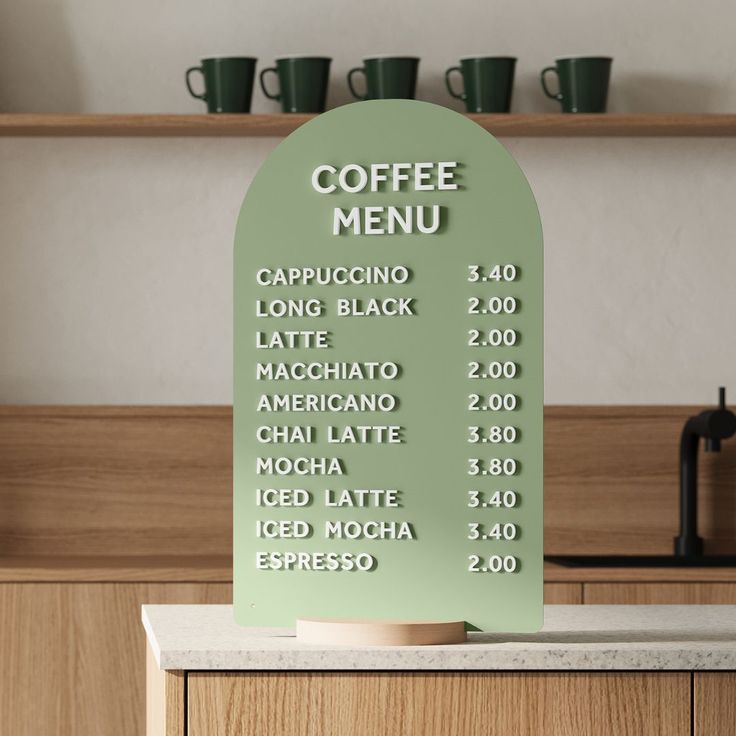 COFFEE
MENU
CAPPUCCINO 3.40
LONG BLACK 2.00
LATTE 2.00
MACCHIATO 2.00
AMERICANO 2.00
CHAI LATTE 3.80
MOCHA 3.80
ICED LATTE 3.40
ICED MOCHA 3.40
ESPRESSO 2.00